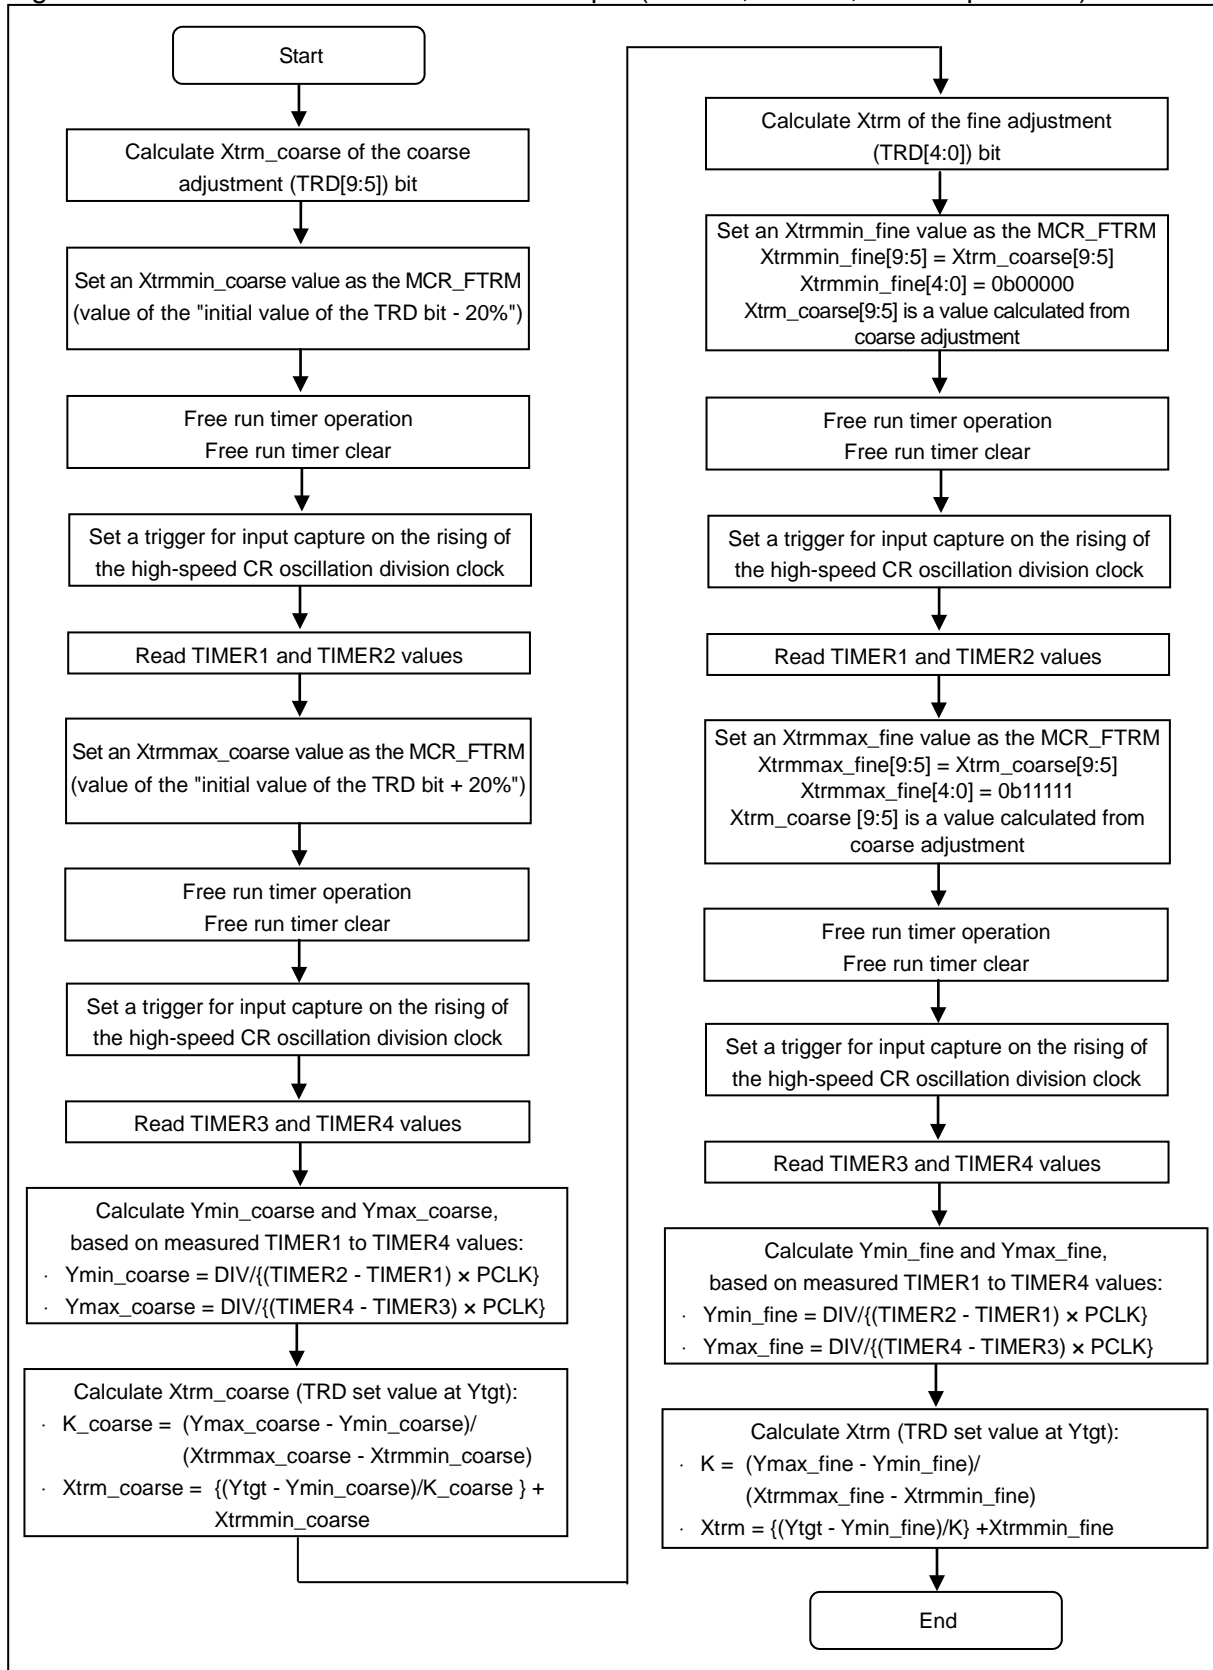 Start
Calculate Xtrm_coarse of the coarse
adjustment (TRD[9:5]) bit
Set an Xtrmmin_coarse value as the MCR_FTRM
(value of the "initial value of the TRD bit - 20%")
Free run timer operation
Free run timer clear
Set a trigger for input capture on the rising of
the high-speed CR oscillation division clock
Read TIMER1 and TIMER2 values
Set an Xtrmmax_coarse value as the MCR_FTRM
(value of the "initial value of the TRD bit + 20%")
Free run timer operation
Free run timer clear
Set a trigger for input capture on the rising of
the high-speed CR oscillation division clock
Read TIMER3 and TIMER4 values
Calculate Ymin_coarse and Ymax_coarse,
based on measured TIMER1 to TIMER4 values:
· Ymin_coarse = DIV/{(TIMER2 - TIMER1) × PCLK}
· Ymax_coarse = DIV/{(TIMER4 - TIMER3) × PCLK}
Calculate Xtrm_coarse (TRD set value at Ytgt):
· K_coarse = (Ymax_coarse - Ymin_coarse)/
(Xtrmmax_coarse - Xtrmmin_coarse)
· Xtrm_coarse = {(Ytgt - Ymin_coarse)/K_coarse } +
Xtrmmin_coarse
Calculate Xtrm of the fine adjustment
(TRD[4:0]) bit
Set an Xtrmmin_fine value as the MCR_FTRM
Xtrmmin_fine[9:5] = Xtrm_coarse[9:5]
Xtrmmin_fine[4:0] = 0b00000
Xtrm_coarse[9:5] is a value calculated from
coarse adjustment
Free run timer operation
Free run timer clear
Set a trigger for input capture on the rising of
the high-speed CR oscillation division clock
Read TIMER1 and TIMER2 values
Set an Xtrmmax_fine value as the MCR_FTRM
Xtrmmax_fine[9:5] = Xtrm_coarse[9:5]
Xtrmmax_fine[4:0] = 0b11111
Xtrm_coarse [9:5] is a value calculated from
coarse adjustment
Free run timer operation
Free run timer clear
Set a trigger for input capture on the rising of
the high-speed CR oscillation division clock
Read TIMER3 and TIMER4 values
Calculate Ymin_fine and Ymax_fine,
based on measured TIMER1 to TIMER4 values:
· Ymin_fine = DIV/{(TIMER2 - TIMER1) × PCLK}
· Ymax_fine = DIV/{(TIMER4 - TIMER3) × PCLK}
Calculate Xtrm (TRD set value at Ytgt):
· K = (Ymax_fine - Ymin_fine)/
(Xtrmmax_fine - Xtrmmin_fine)
· Xtrm = {(Ytgt - Ymin_fine)/K} +Xtrmmin_fine
End